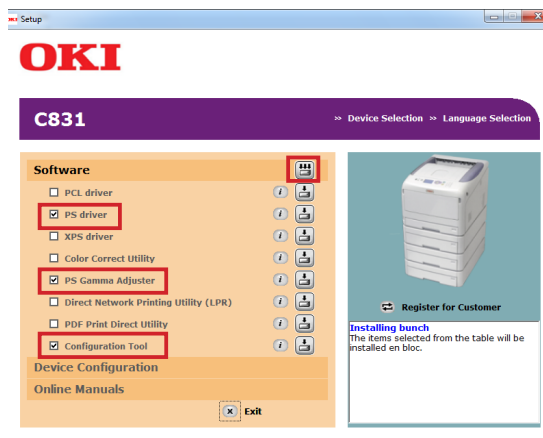 OKI Setup
OKI
C831
» Device Selection » Language Selection
Software
PCL driver
PS driver
XPS driver
Color Correct Utility
PS Gamma Adjuster
Direct Network Printing Utility (LPR)
PDF Print Direct Utility
Configuration Tool
Device Configuration
Online Manuals
Exit
Register for Customer
Installing bunch
The items selected from the table will be
installed en bloc.